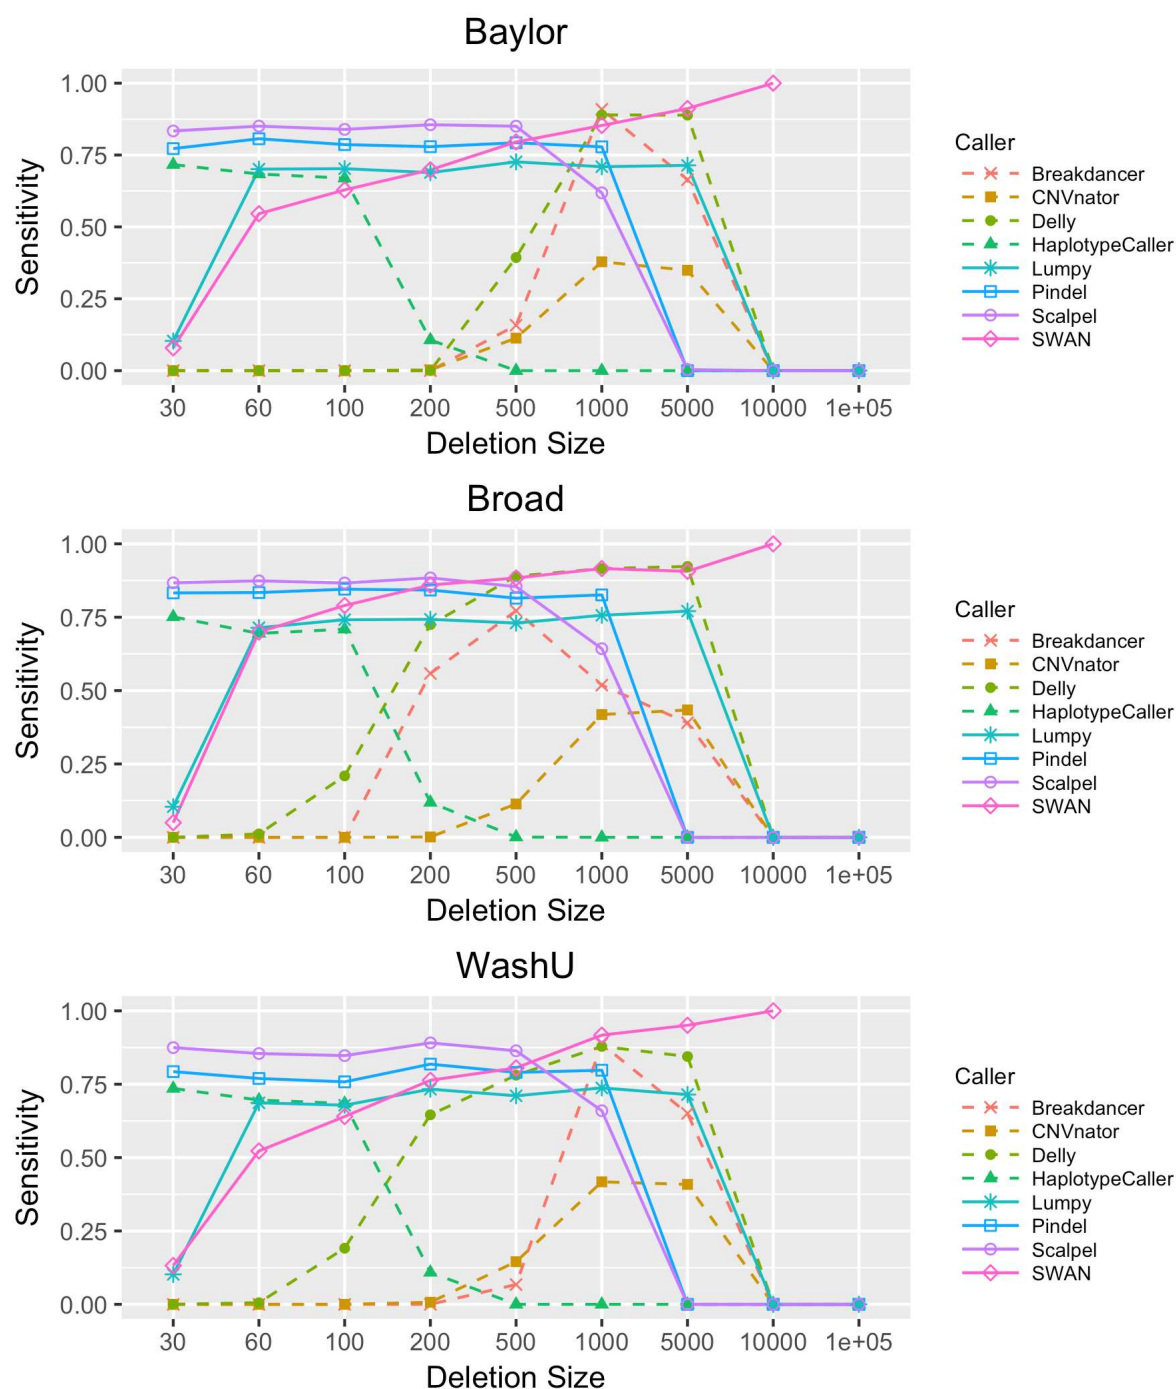 Baylor
1.00
0.75
0.50
0.25
0.00
Sensitivity
30 60 100 200 500 1000 5000 10000 1e+05
Deletion Size
Caller
Breakdancer
CNVnator
Delly
HaplotypeCaller
Lumpy
Pindel
Scalpel
SWAN
Broad
1.00
0.75
0.50
0.25
0.00
Sensitivity
30 60 100 200 500 1000 5000 10000 1e+05
Deletion Size
Caller
Breakdancer
CNVnator
Delly
HaplotypeCaller
Lumpy
Pindel
Scalpel
SWAN
WashU
1.00
0.75
0.50
0.25
0.00
Sensitivity
30 60 100 200 500 1000 5000 10000 1e+05
Deletion Size
Caller
Breakdancer
CNVnator
Delly
HaplotypeCaller
Lumpy
Pindel
Scalpel
SWAN